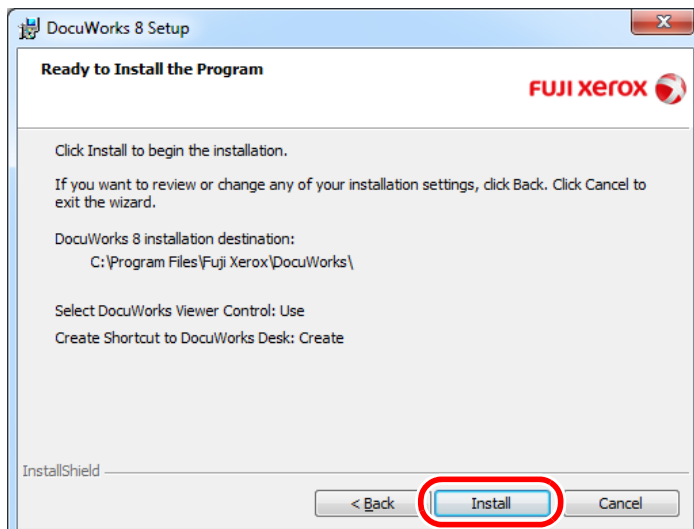 DocuWorks 8 Setup
Ready to Install the Program
FUJI xerox
Click Install to begin the installation.
If you want to review or change any of your installation settings, click Back. Click Cancel to
exit the wizard.
DocuWorks 8 installation destination:
C:\Program Files\Fuji Xerox\DocuWorks\
Select DocuWorks Viewer Control: Use
Create Shortcut to DocuWorks Desk: Create
InstallShield
< Back Install Cancel